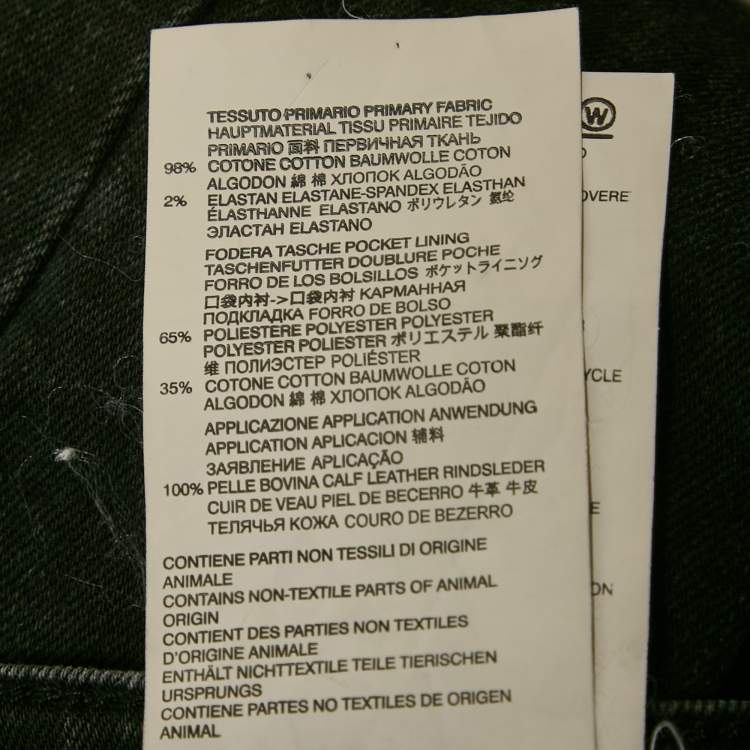 TESSUTO PRIMARIO PRIMARY FABRIC
HAUPTMATERIAL TISSU PRIMAIRE TEJIDO
PRIMARIO 面料 ПЕРВИЧНАЯ ТКАНЬ
98% COTONE COTTON BAUMWOLLE COTON
ALGODON 綿 棉 ХЛОПОК ALGODÃO
2% ELASTAN ELASTANE-SPANDEX ELASTHAN
ÉLASTHANNE ELASTANO ポリウレタン 氨纶
ЭЛАСТАН ELASTANO
FODERA TASCHE POCKET LINING
TASCHENFUTTER DOUBLURE POCHE
FORRO DE LOS BOLSILLOS ポケットライニソグ
口袋内衬->口袋内衬 КАРМАННАЯ
ПОДКЛАДКА FORRO DE BOLSO
65% POLIESTERE POLYESTER POLYESTER
POLYESTER POLIESTER ポリエステル 聚酯纤
维 ПОЛИЭСТЕР POLIÉSTER
35% COTONE COTTON BAUMWOLLE COTON
ALGODON 綿 棉 ХЛОПОК ALGODÃO
APPLICAZIONE APPLICATION ANWENDUNG
APPLICATION APLICACION 辅料
ЗАЯВЛЕНИЕ APLICAÇÃO
100% PELLE BOVINA CALF LEATHER RINDSLEDER
CUIR DE VEAU PIEL DE BECERRO 牛革 牛皮
ТЕЛЯЧЬЯ КОЖА COURO DE BEZERRO
CONTIENE PARTI NON TESSILI DI ORIGINE
ANIMALE
CONTAINS NON-TEXTILE PARTS OF ANIMAL
ORIGIN
CONTIENT DES PARTIES NON TEXTILES
D'ORIGINE ANIMALE
ENTHÄLT NICHTTEXTILE TEILE TIERISCHEN
URSPRUNGS
CONTIENE PARTES NO TEXTILES DE ORIGEN
ANIMAL
W
OVERE
YCLE
E
ON